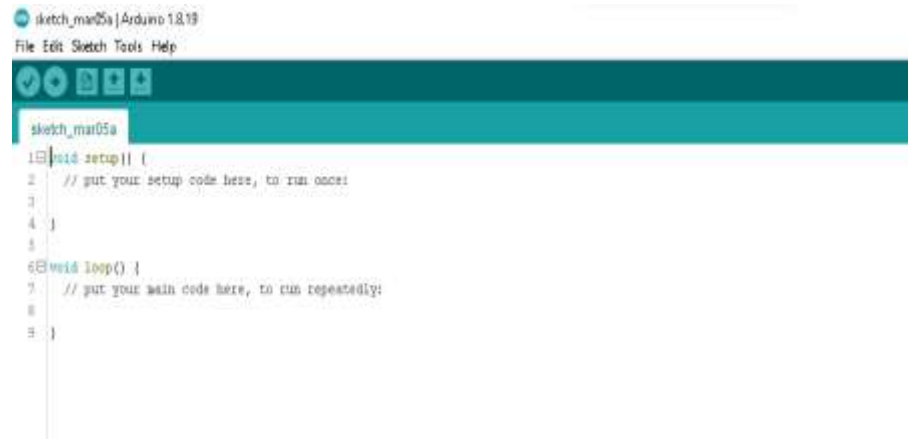 sketch_mar05a | Arduino 1.8.19
File Edit Sketch Tools Help
sketch_mar05a
1 void setup() {
2 // put your setup code here, to run once:
3
4 }
5
6 void loop() {
7 // put your main code here, to run repeatedly:
8
9 }